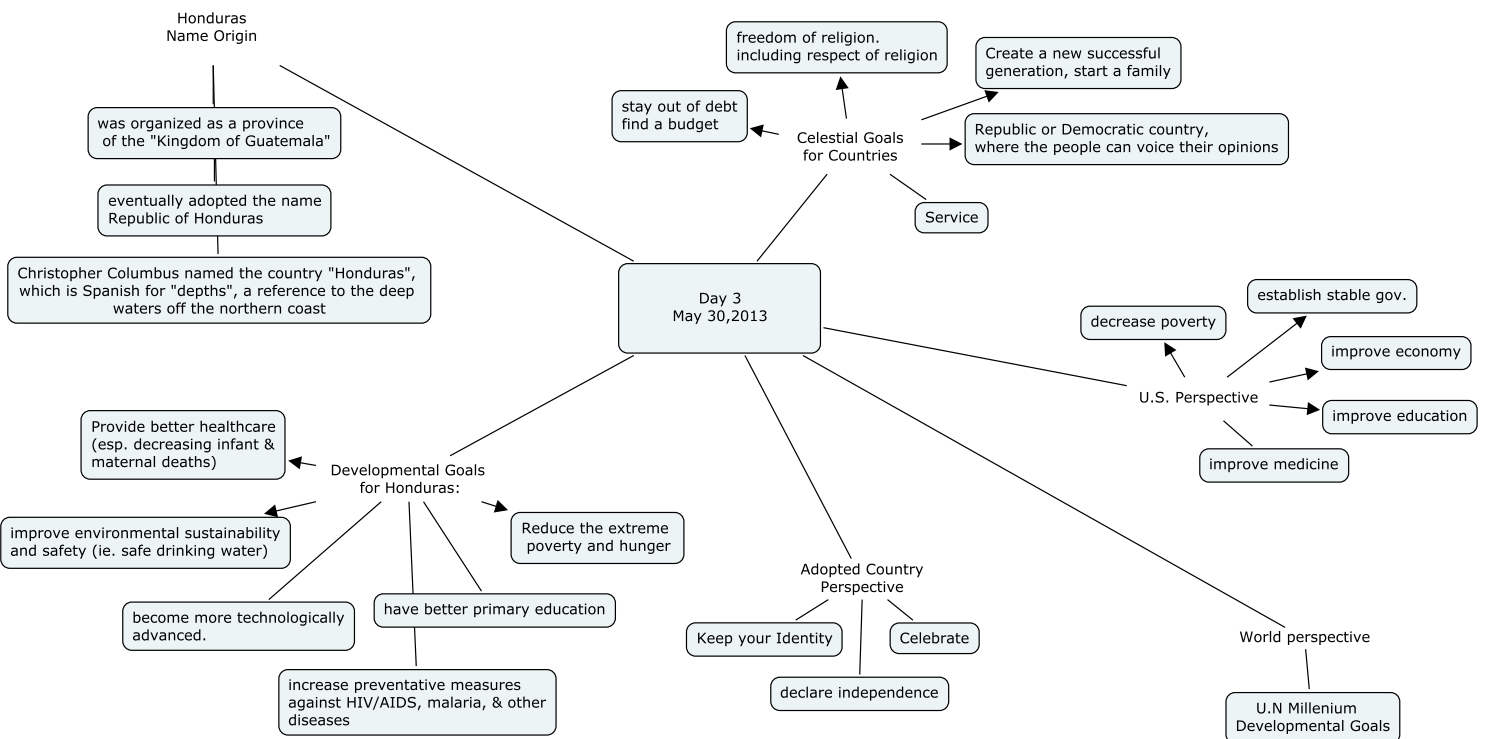 Honduras
Name Origin
was organized as a province
of the "Kingdom of Guatemala"
eventually adopted the name
Republic of Honduras
Christopher Columbus named the country "Honduras",
which is Spanish for "depths", a reference to the deep
waters off the northern coast
freedom of religion.
including respect of religion
Create a new successful
generation, start a family
stay out of debt
find a budget
Celestial Goals
for Countries
Republic or Democratic country,
where the people can voice their opinions
Service
Day 3
May 30,2013
establish stable gov.
decrease poverty
improve economy
U.S. Perspective
improve education
improve medicine
Provide better healthcare
(esp. decreasing infant &
maternal deaths)
Developmental Goals
for Honduras:
improve environmental sustainability
and safety (ie. safe drinking water)
Reduce the extreme
poverty and hunger
become more technologically
advanced.
have better primary education
increase preventative measures
against HIV/AIDS, malaria, & other
diseases
Adopted Country
Perspective
Keep your Identity
Celebrate
declare independence
World perspective
U.N Millenium
Developmental Goals